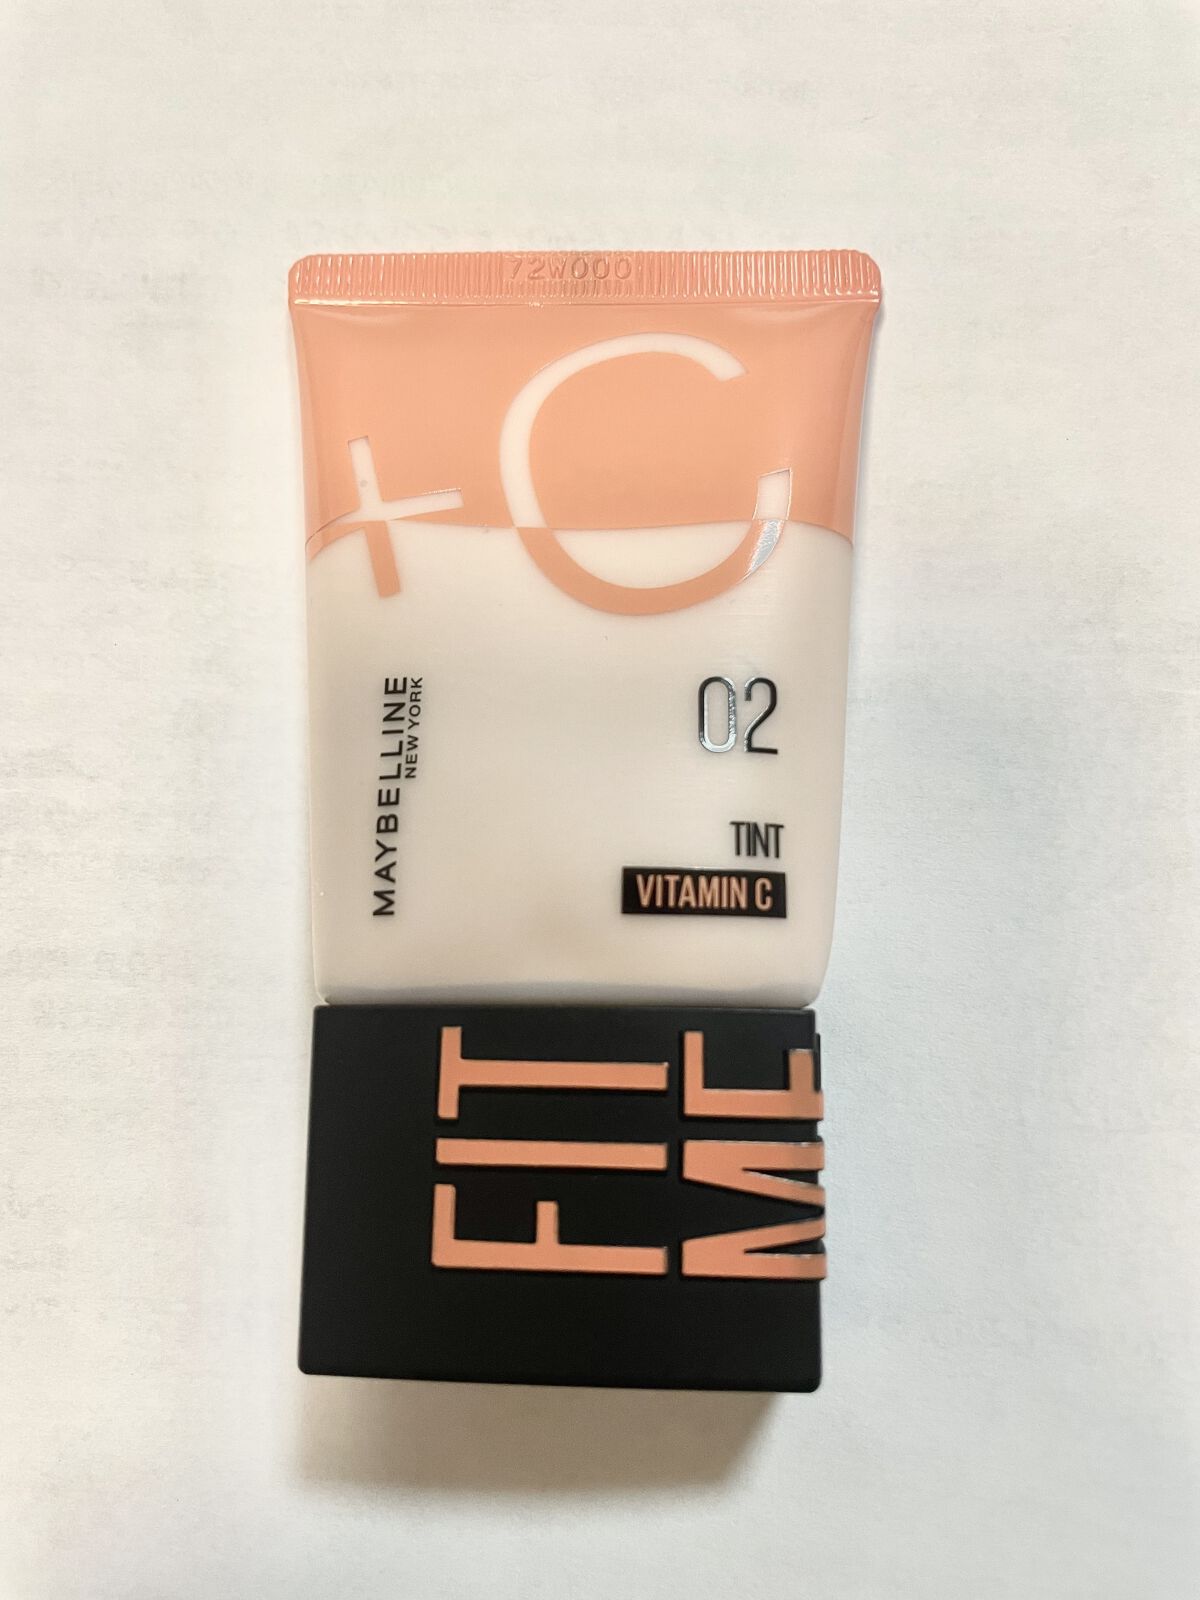 72W000
+C
MAYBELLINE
NEW YORK
02
TINT
VITAMIN C
FIT
ME